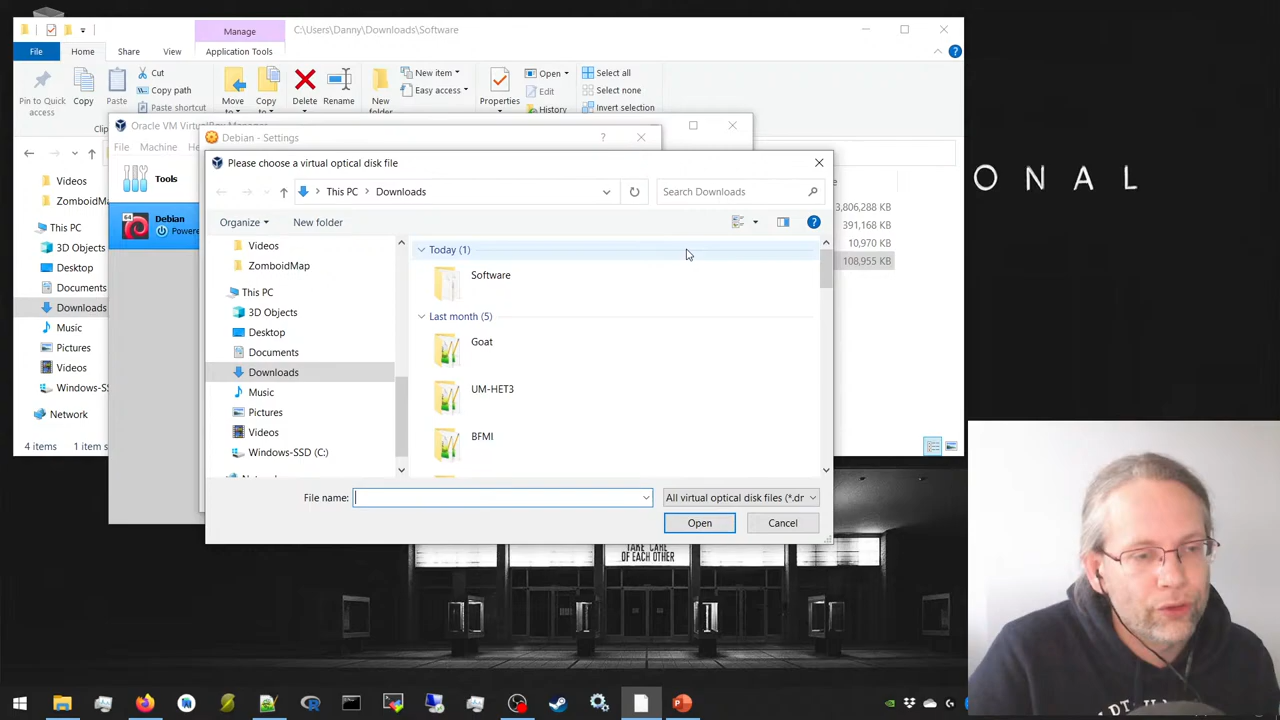 Manage
C:\Users\Danny\Downloads\Software
File
Home
Share
View
Application Tools
Pin to Quick access
Copy
Paste
Cut
Copy path
Paste shortcut
Move to
Copy to
Delete
Rename
New folder
New item
Easy access
Properties
Open
Edit
History
Select all
Select none
Invert selection
Oracle VM VirtualBox Manager
File
Machine
Debian - Settings
?
Please choose a virtual optical disk file
This PC
Downloads
Search Downloads
Organize
New folder
Videos
ZoomboidMap
This PC
3D Objects
Desktop
Documents
Downloads
Music
Pictures
Videos
Windows-SSD (C:)
Today (1)
Software
Last month (5)
Goat
UM-HET3
BFMI
File name:
All virtual optical disk files (*.dr
Open
Cancel
Tools
64
Debian
Powere
Videos
ZomboidMa
This PC
3D Objects
Desktop
Documents
Downloads
Music
Pictures
Videos
Windows-SS
Network
4 items
1 item s
3,806,288 KB
391,168 KB
10,970 KB
108,955 KB
O N A L
TAKE CARE
OF EACH OTHER